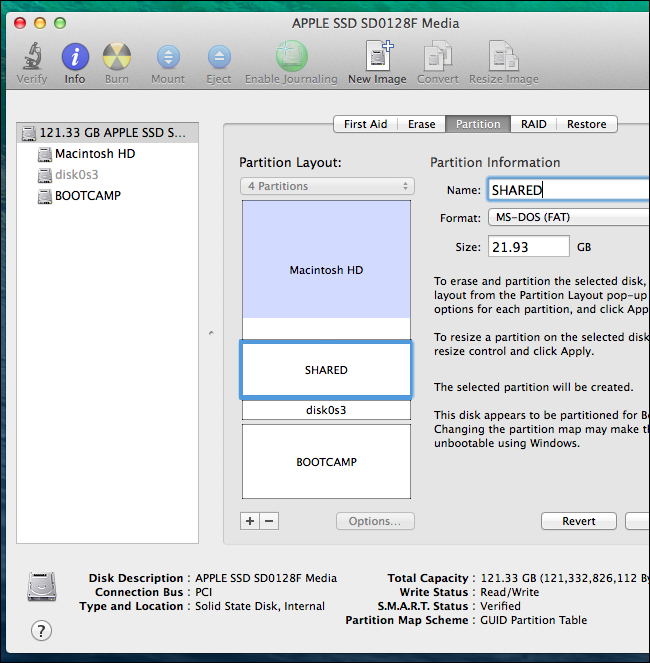 APPLE SSD SD0128F Media
Verify Info Burn Mount Eject Enable Journaling New Image Convert Resize Image
121.33 GB APPLE SSD S...
Macintosh HD
disk0s3
BOOTCAMP
First Aid Erase Partition RAID Restore
Partition Layout:
4 Partitions
Macintosh HD
SHARED
disk0s3
BOOTCAMP
+ −
Options...
Partition Information
Name: SHARED
Format: MS-DOS (FAT)
Size: 21.93 GB
To erase and partition the selected disk,
layout from the Partition Layout pop-up
options for each partition, and click App
To resize a partition on the selected disk
resize control and click Apply.
The selected partition will be created.
This disk appears to be partitioned for Bo
Changing the partition map may make th
unbootable using Windows.
Revert
Disk Description : APPLE SSD SD0128F Media
Connection Bus : PCI
Type and Location : Solid State Disk, Internal
Total Capacity : 121.33 GB (121,332,826,112 By
Write Status : Read/Write
S.M.A.R.T. Status : Verified
Partition Map Scheme : GUID Partition Table
?